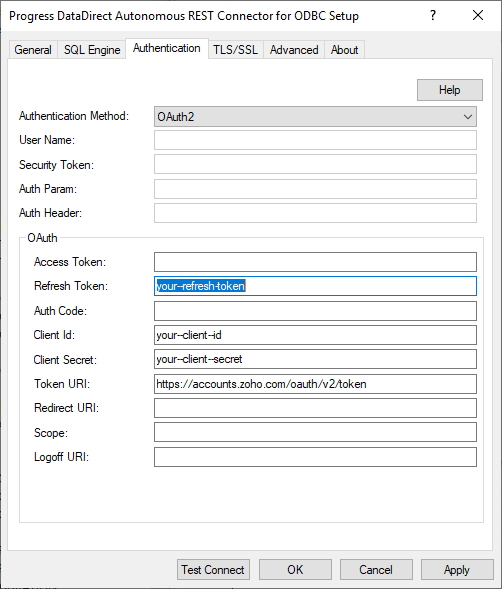 Progress DataDirect Autonomous REST Connector for ODBC Setup ? ×
General SQL Engine Authentication TLS/SSL Advanced About
Help
Authentication Method: OAuth2
User Name:
Security Token:
Auth Param:
Auth Header:
OAuth
Access Token:
Refresh Token: your--refresh-token
Auth Code:
Client Id: your--client--id
Client Secret: your--client--secret
Token URI: https://accounts.zoho.com/oauth/v2/token
Redirect URI:
Scope:
Logoff URI:
Test Connect OK Cancel Apply